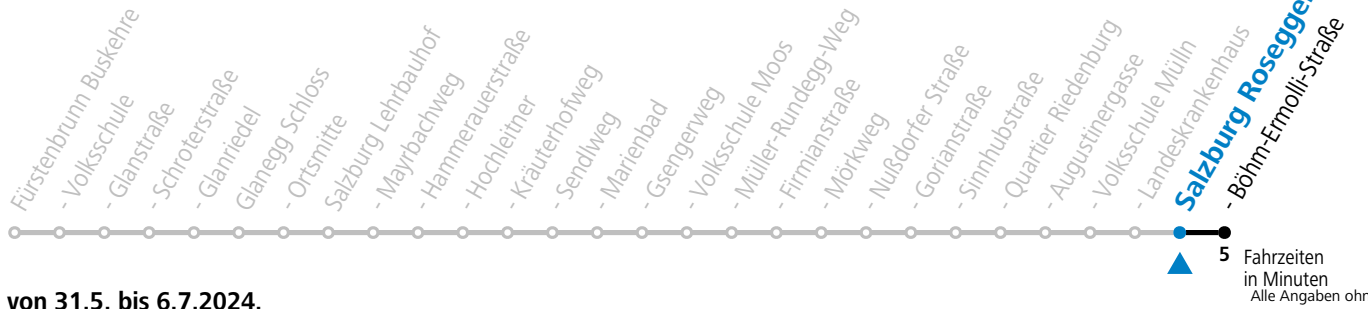 Fürstenbrunn Buskehre
- Volksschule
- Glanstraße
- Schroterstraße
- Glanriedel
Glanegg Schloss
- Ortsmitte
Salzburg Lehrbauhof
- Mayrbachweg
- Hammerauerstraße
- Hochleitner
- Kräuterhofweg
- Sendlweg
- Marienbad
- Gsengerweg
- Volksschule Moos
- Müller-Rundegg-Weg
- Firmianstraße
- Mörkweg
- Nußdorfer Straße
- Gorianstraße
- Sinnhubstraße
- Quartier Riedenburg
- Augustinergasse
- Volksschule Mülln
- Landeskrankenhaus
Salzburg
- Böhm-Ermolli-Straße
5 Fahrzeiten
in Minuten
Alle Angaben
von 31.5. bis 6.7.2024.